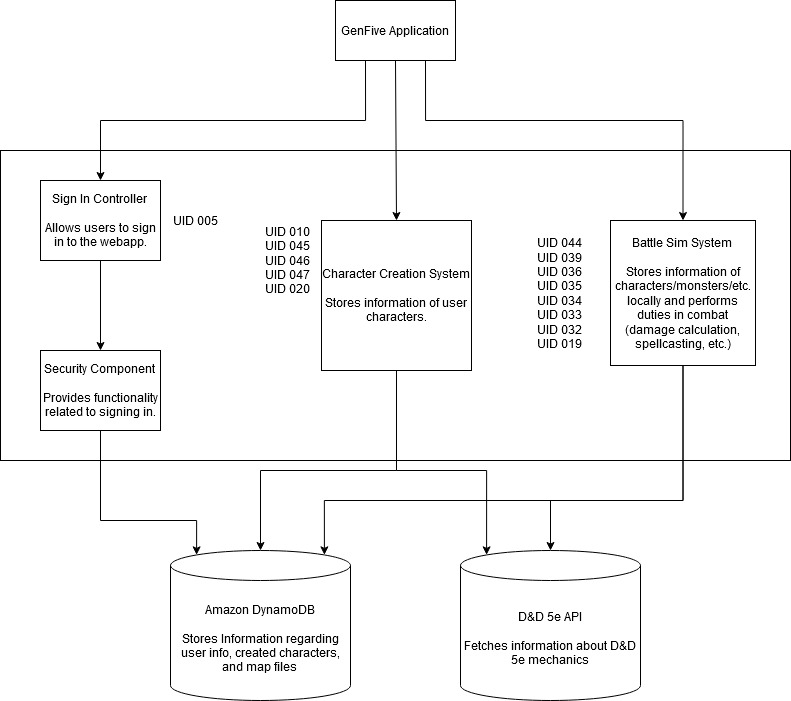 GenFive Application
Sign In Controller
Allows users to sign
in to the webapp.
UID 005
UID 010
UID 045
UID 046
UID 047
UID 020
Character Creation System
Stores information of user
characters.
UID 044
UID 039
UID 036
UID 035
UID 034
UID 033
UID 032
UID 019
Battle Sim System
Stores information of
characters/monsters/etc.
locally and performs
duties in combat
(damage calculation,
spellcasting, etc.)
Security Component
Provides functionality
related to signing in.
Amazon DynamoDB
Stores Information regarding
user info, created characters,
and map files
D&D 5e API
Fetches information about D&D
5e mechanics